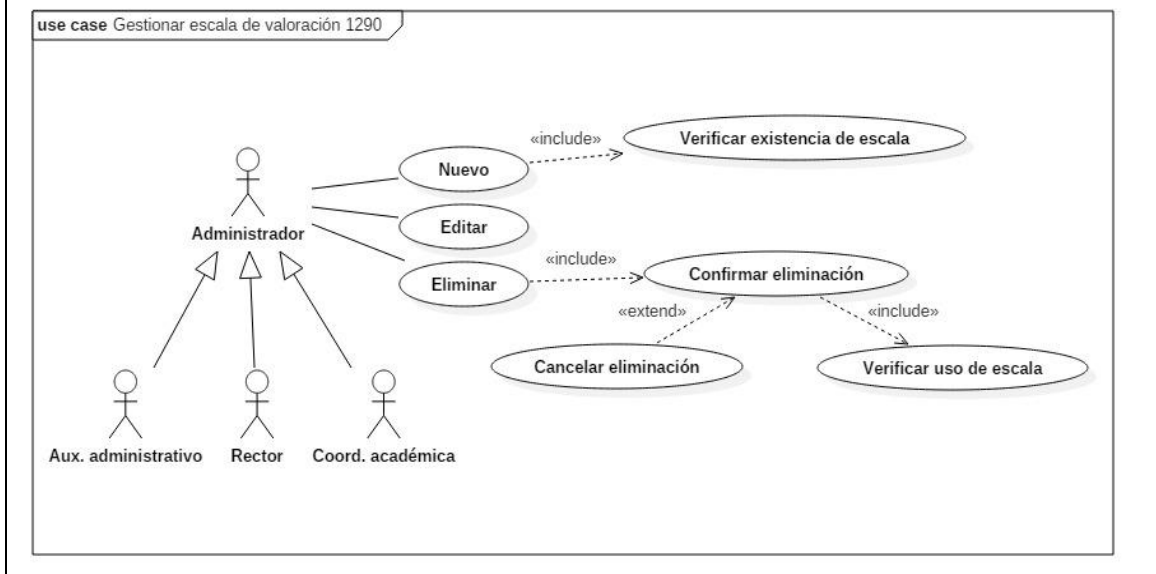 use case Gestionar escala de valoración 1290
«include»
Verificar existencia de escala
Nuevo
Administrador
Editar
«include»
Confirmar eliminación
Eliminar
«extend»
«include»
Cancelar eliminación
Verificar uso de escala
Aux. administrativo
Rector
Coord. académica